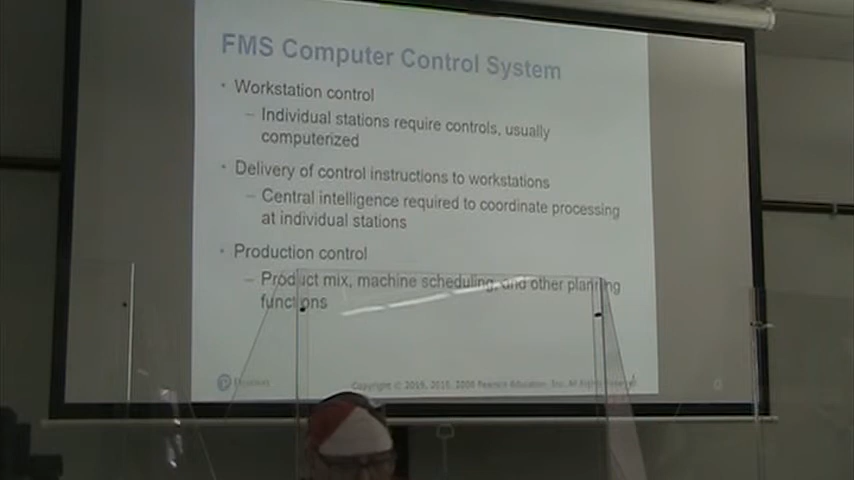 FMS Computer Control System
• Workstation control
– Individual stations require controls, usually
computerized
• Delivery of control instructions to workstations
– Central intelligence required to coordinate processing
at individual stations
• Production control
– Product mix, machine scheduling, and other planning
functions
Pearson
Copyright © 2015, 2010, 2008 Pearson Education, Inc. All Rights